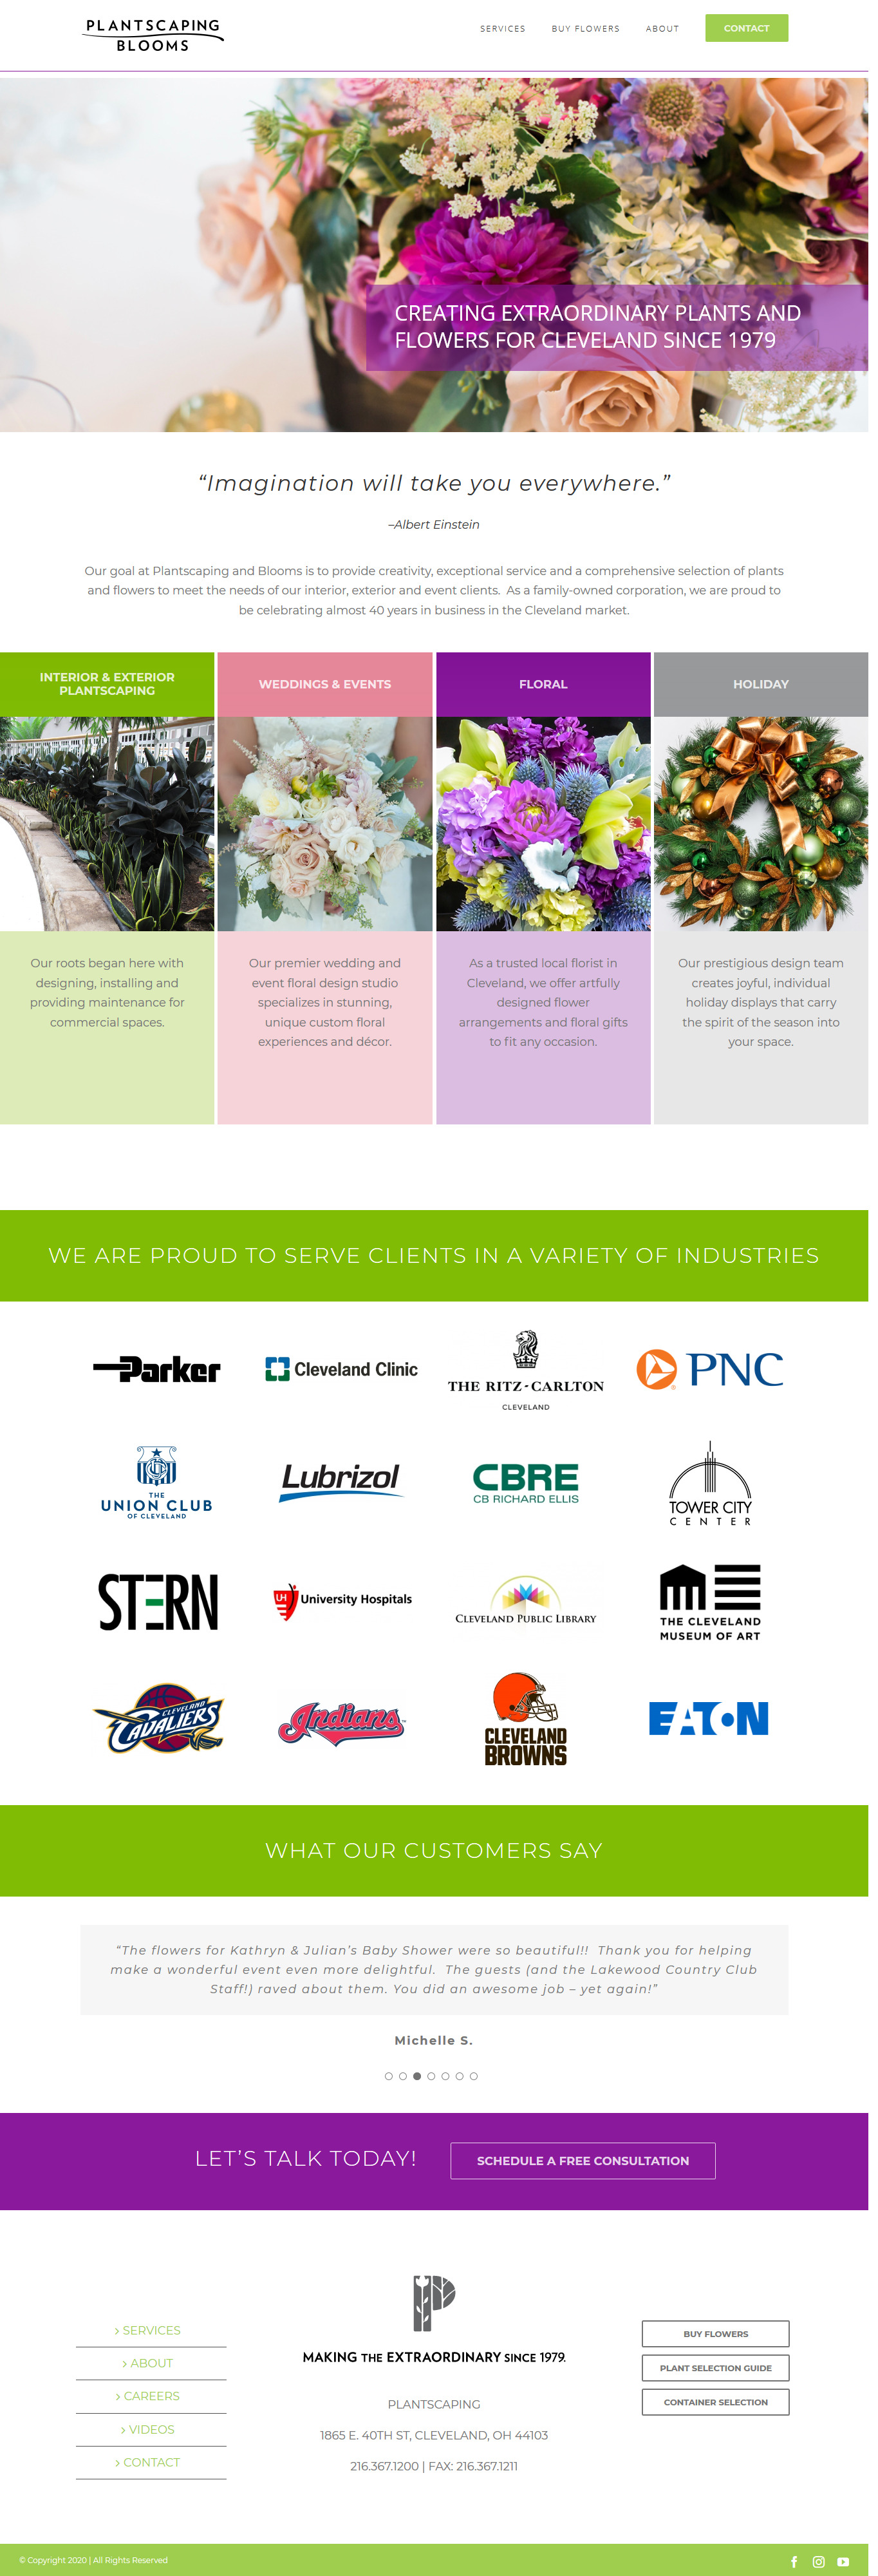 PLANTSCAPING
BLOOMS
SERVICES
BUY FLOWERS
ABOUT
CONTACT
CREATING EXTRAORDINARY PLANTS AND
FLOWERS FOR CLEVELAND SINCE 1979
“Imagination will take you everywhere.”
–Albert Einstein
Our goal at Plantscaping and Blooms is to provide creativity, exceptional service and a comprehensive selection of plants
and flowers to meet the needs of our interior, exterior and event clients.  As a family-owned corporation, we are proud to
be celebrating almost 40 years in business in the Cleveland market.
INTERIOR & EXTERIOR
PLANTSCAPING
Our roots began here with
designing, installing and
providing maintenance for
commercial spaces.
WEDDINGS & EVENTS
Our premier wedding and
event floral design studio
specializes in stunning,
unique custom floral
experiences and décor.
FLORAL
As a trusted local florist in
Cleveland, we offer artfully
designed flower
arrangements and floral gifts
to fit any occasion.
HOLIDAY
Our prestigious design team
creates joyful, individual
holiday displays that carry
the spirit of the season into
your space.
WE ARE PROUD TO SERVE CLIENTS IN A VARIETY OF INDUSTRIES
Parker
Cleveland Clinic
THE RITZ-CARLTON
CLEVELAND
PNC
THE
UNION CLUB
OF CLEVELAND
Lubrizol
CBRE
CB RICHARD ELLIS
TOWER CITY
CENTER
STERN
UH
University Hospitals
CLEVELAND PUBLIC LIBRARY
THE CLEVELAND
MUSEUM OF ART
CLEVELAND
CAVALIERS
Indians
CLEVELAND
BROWNS
EATON
WHAT OUR CUSTOMERS SAY
“The flowers for Kathryn & Julian’s Baby Shower were so beautiful!!  Thank you for helping
make a wonderful event even more delightful.  The guests (and the Lakewood Country Club
Staff!) raved about them. You did an awesome job – yet again!”
Michelle S.
LET’S TALK TODAY!
SCHEDULE A FREE CONSULTATION
> SERVICES
> ABOUT
> CAREERS
> VIDEOS
> CONTACT
MAKING THE EXTRAORDINARY SINCE 1979.
PLANTSCAPING
1865 E. 40TH ST, CLEVELAND, OH 44103
216.367.1200 | FAX: 216.367.1211
BUY FLOWERS
PLANT SELECTION GUIDE
CONTAINER SELECTION
© Copyright 2020 | All Rights Reserved